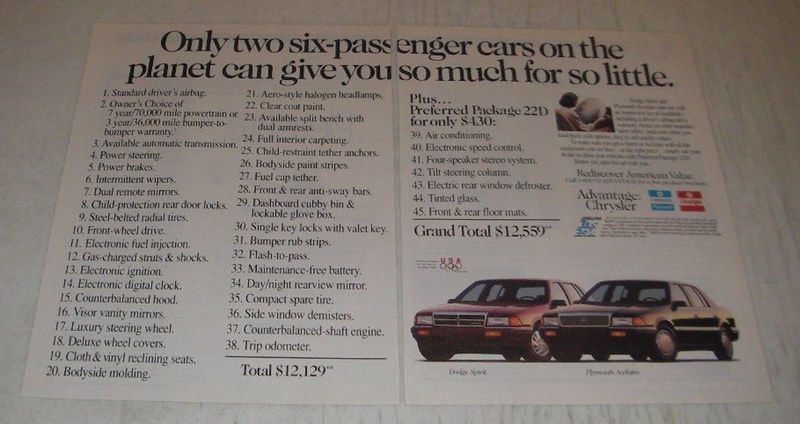 Only two six-passenger cars on the
planet can give you so much for so little.
1. Standard driver's airbag.
2. Owner's Choice of
7 year/70,000 mile powertrain or
3 year/36,000 mile bumper-to-
bumper warranty.*
3. Available automatic transmission.
4. Power steering.
5. Power brakes.
6. Intermittent wipers.
7. Dual remote mirrors.
8. Child-protection rear door locks.
9. Steel-belted radial tires.
10. Front-wheel drive.
11. Electronic fuel injection.
12. Gas-charged struts & shocks.
13. Electronic ignition.
14. Electronic digital clock.
15. Counterbalanced hood.
16. Visor vanity mirrors.
17. Luxury steering wheel.
18. Deluxe wheel covers.
19. Cloth & vinyl reclining seats.
20. Bodyside molding.
21. Aero-style halogen headlamps.
22. Clear coat paint.
23. Available split bench with
dual armrests.
24. Full interior carpeting.
25. Child-restraint tether anchors.
26. Bodyside paint stripes.
27. Fuel cap tether.
28. Front & rear anti-sway bars.
29. Dashboard cubby bin &
lockable glove box.
30. Single key locks with valet key.
31. Bumper rub strips.
32. Flash-to-pass.
33. Maintenance-free battery.
34. Day/night rearview mirror.
35. Compact spare tire.
36. Side window demisters.
37. Counterbalanced-shaft engine.
38. Trip odometer.
Total $12,129**
Plus...
Preferred Package 22D
for only $430:
39. Air conditioning.
40. Electronic speed control.
41. Four-speaker stereo system.
42. Tilt steering column.
43. Electric rear window defroster.
44. Tinted glass.
45. Front & rear floor mats.
Grand Total $12,559**
Rediscover American Value.
Advantage:
Chrysler
Plymouth
Dodge
USA
Dodge Spirit
Plymouth Acclaim